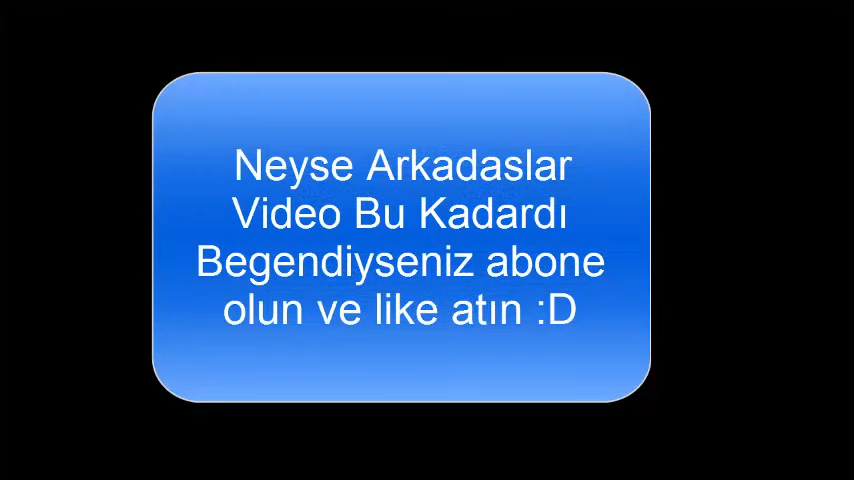 Neyse Arkadaslar
Video Bu Kadardı
Begendiyseniz abone
olun ve like atın :D